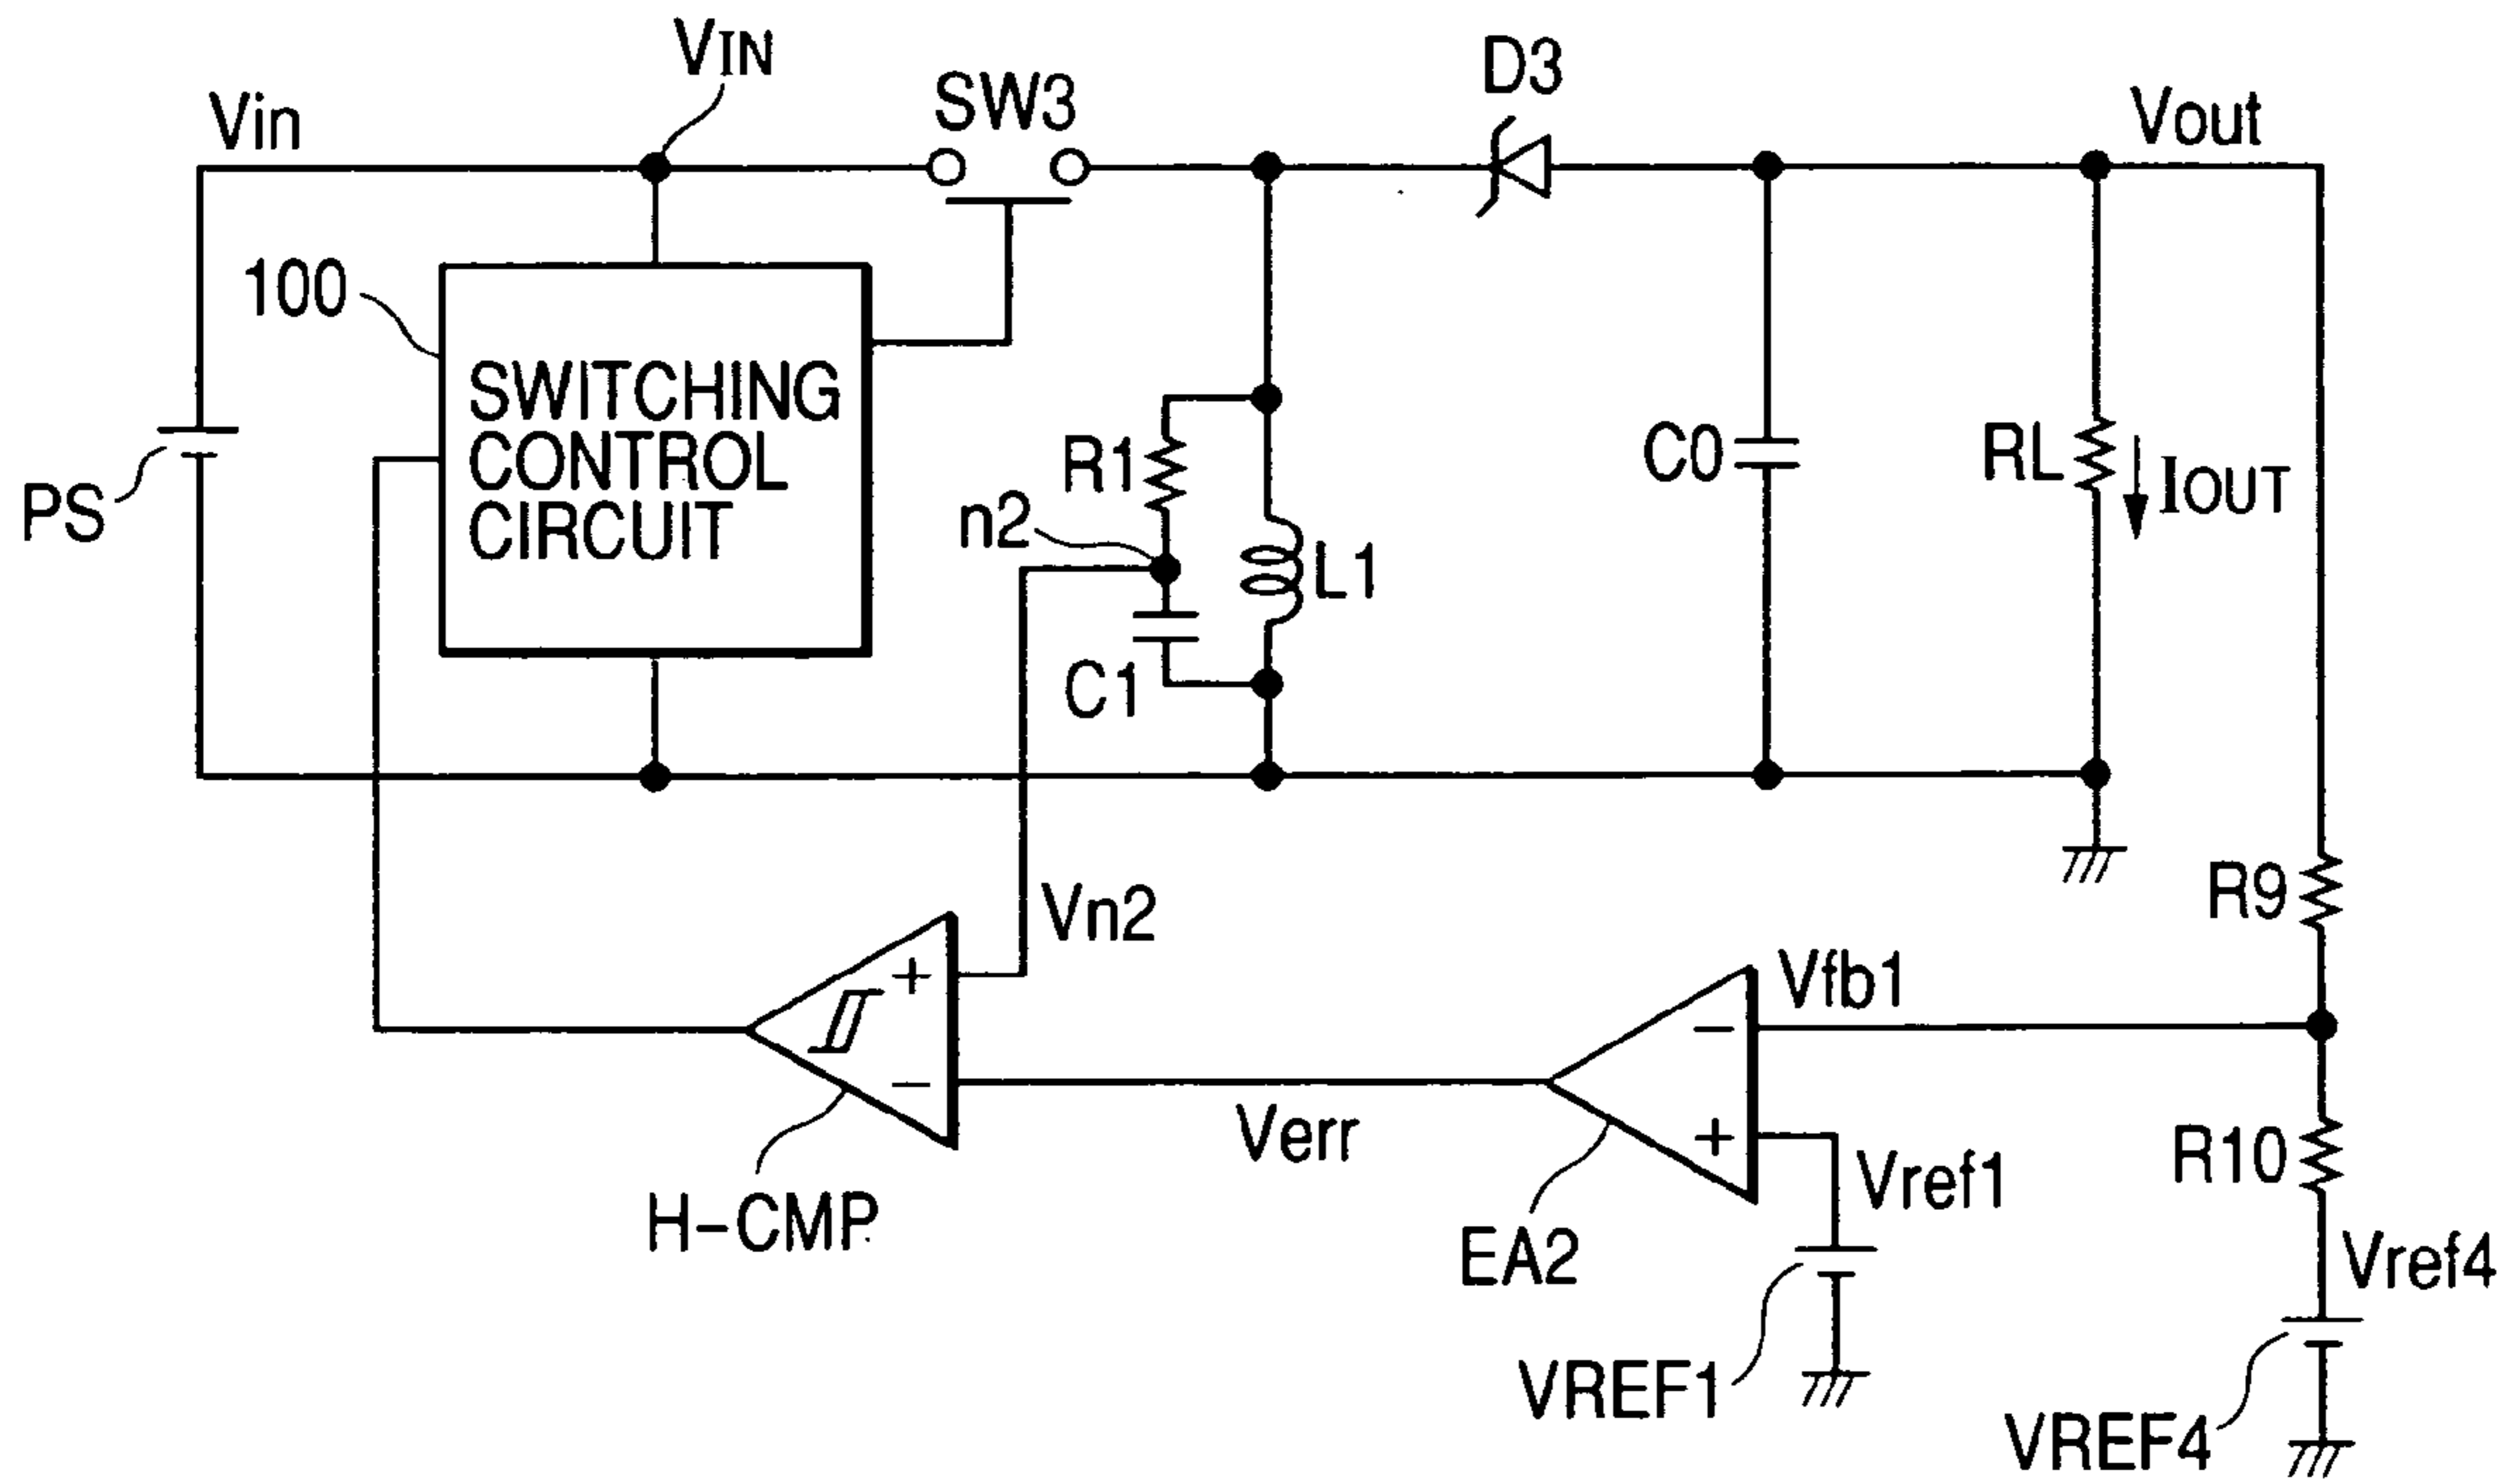 VIN
Vin
SW3
D3
Vout
100
SWITCHING
CONTROL
CIRCUIT
PS
R1
n2
L1
C1
C0
RL
IOUT
Vn2
R9
Vfb1
+
−
−
+
Verr
Vref1
R10
H-CMP
EA2
Vref4
VREF1
VREF4